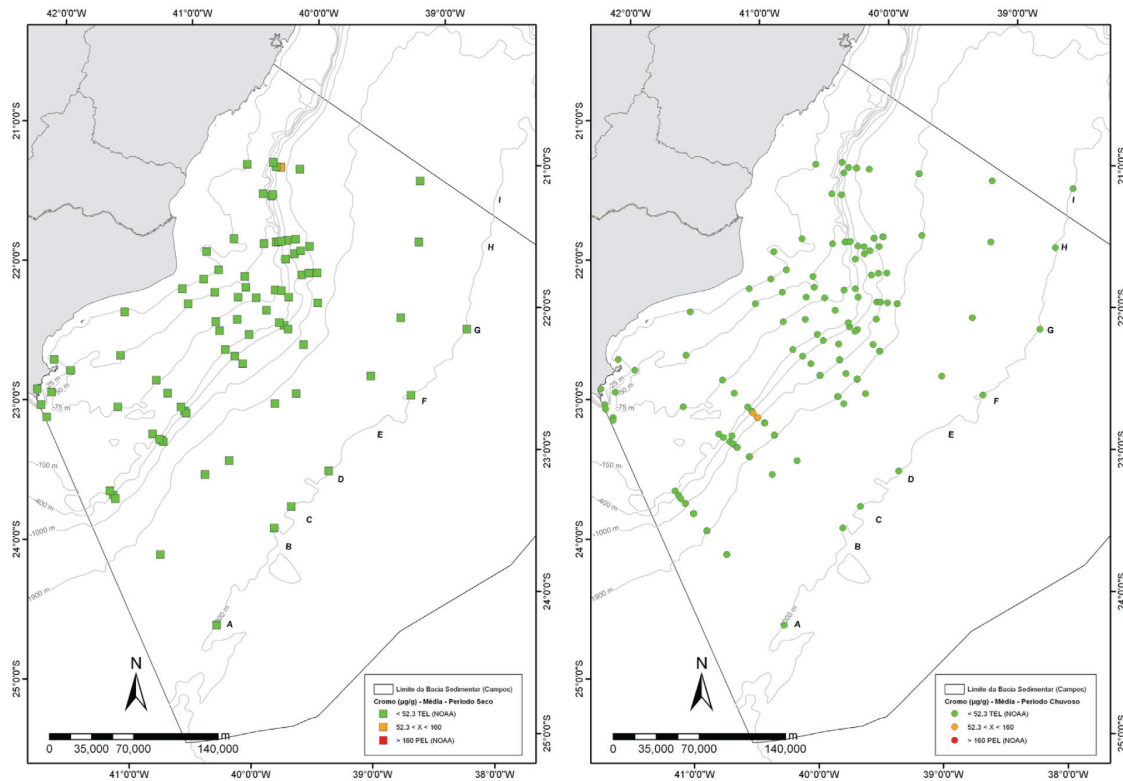 42°0'0"W 41°0'0"W 40°0'0"W 39°0'0"W
21°0'0"S
22°0'0"S
23°0'0"S
24°0'0"S
25°0'0"S
21°0'0"S
22°0'0"S
23°0'0"S
24°0'0"S
25°0'0"S
I
H
G
F
E
D
C
B
A
-25 m
-50 m
-75 m
-150 m
-400 m
-1000 m
-1900 m
N
Limite da Bacia Sedimentar (Campos)
Cromo (µg/g) - Média - Periodo Seco
< 52,3 TEL (NOAA)
52,3 < X < 160
> 160 PEL (NOAA)
0 35,000 70,000 140,000 m
41°0'0"W 40°0'0"W 39°0'0"W 38°0'0"W
42°0'0"W 41°0'0"W 40°0'0"W 39°0'0"W
21°0'0"S
22°0'0"S
23°0'0"S
24°0'0"S
25°0'0"S
21°0'0"S
22°0'0"S
23°0'0"S
24°0'0"S
25°0'0"S
I
H
G
F
E
D
C
B
A
-25 m
-50 m
-75 m
-150 m
-400 m
-1000 m
-1900 m
N
Limite da Bacia Sedimentar (Campos)
Cromo (µg/g) - Média - Periodo Chuvoso
< 52,3 TEL (NOAA)
52,3 < X < 160
> 160 PEL (NOAA)
0 35,000 70,000 140,000 m
41°0'0"W 40°0'0"W 39°0'0"W 38°0'0"W